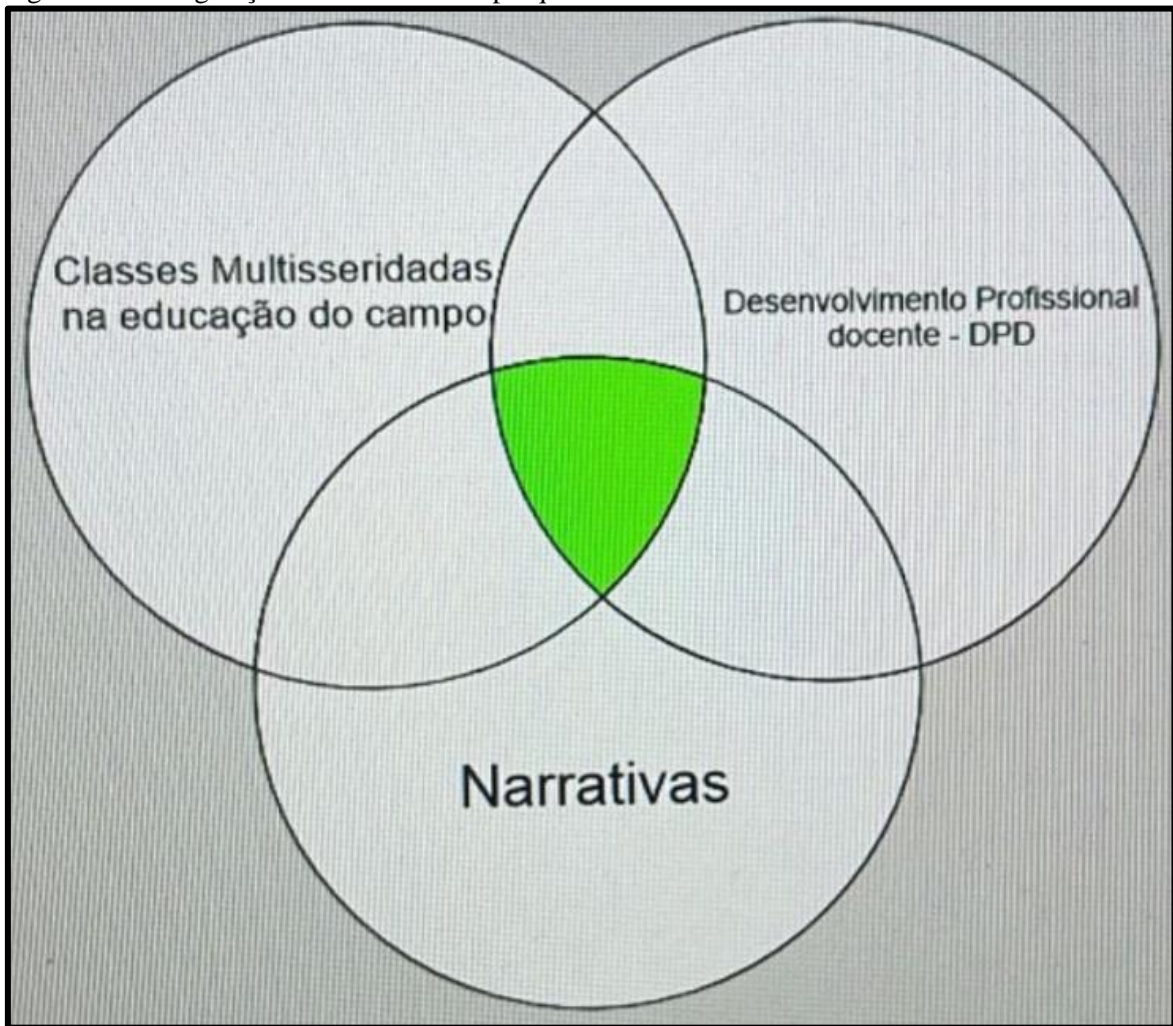 Classes Multisseridadas
na educação do campo
Desenvolvimento Profissional
docente - DPD
Narrativas